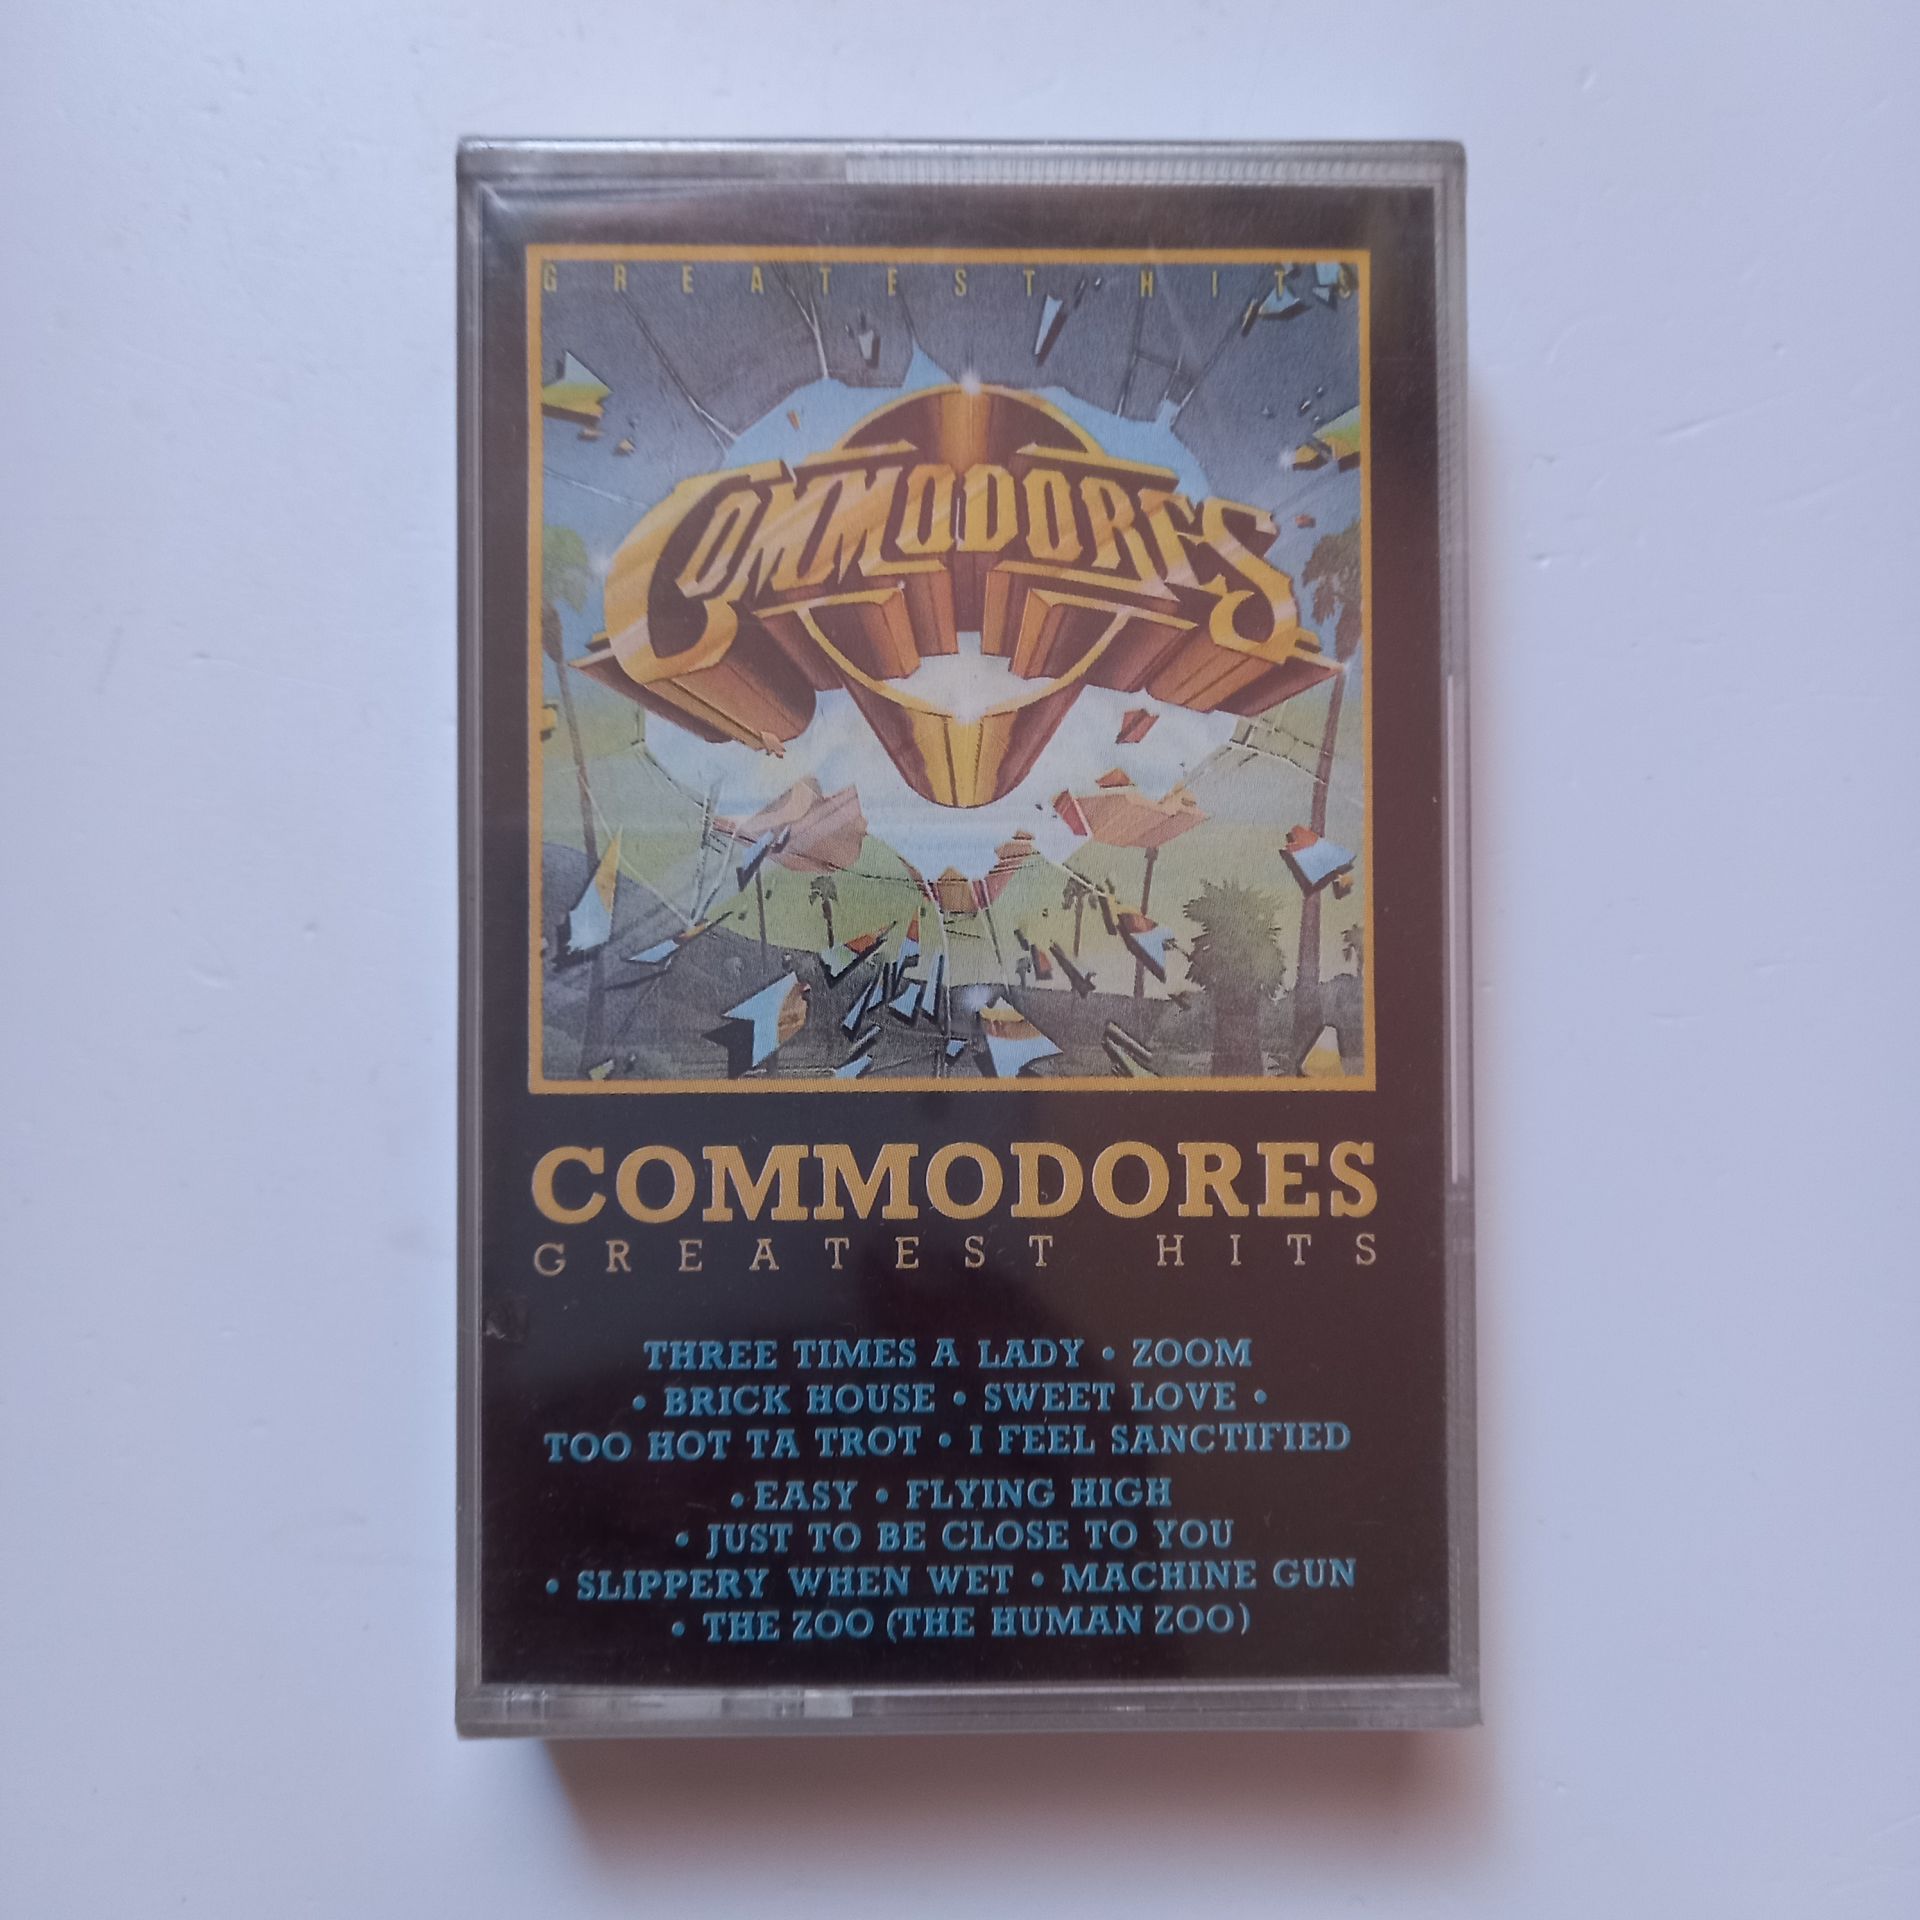 GREATEST HITS
COMMODORES
COMMODORES
GREATEST HITS
THREE TIMES A LADY • ZOOM
• BRICK HOUSE • SWEET LOVE •
TOO HOT TA TROT • I FEEL SANCTIFIED
• EASY • FLYING HIGH
• JUST TO BE CLOSE TO YOU
• SLIPPERY WHEN WET • MACHINE GUN
• THE ZOO (THE HUMAN ZOO)